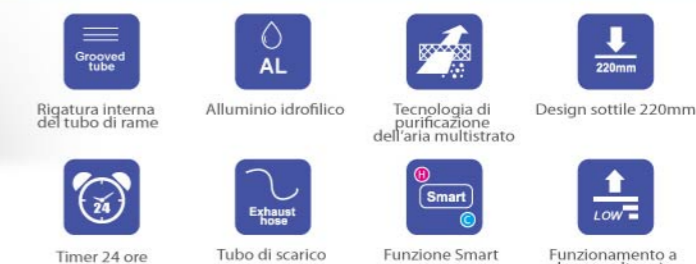 Grooved
tube
AL
220mm
Rigatura interna
del tubo di rame
Alluminio idrofilico
Tecnologia di
purificazione
dell'aria multistrato
Design sottile 220mm
24
Exhaust
hose
H
Smart
C
LOW
Timer 24 ore
Tubo di scarico
Funzione Smart
Funzionamento a